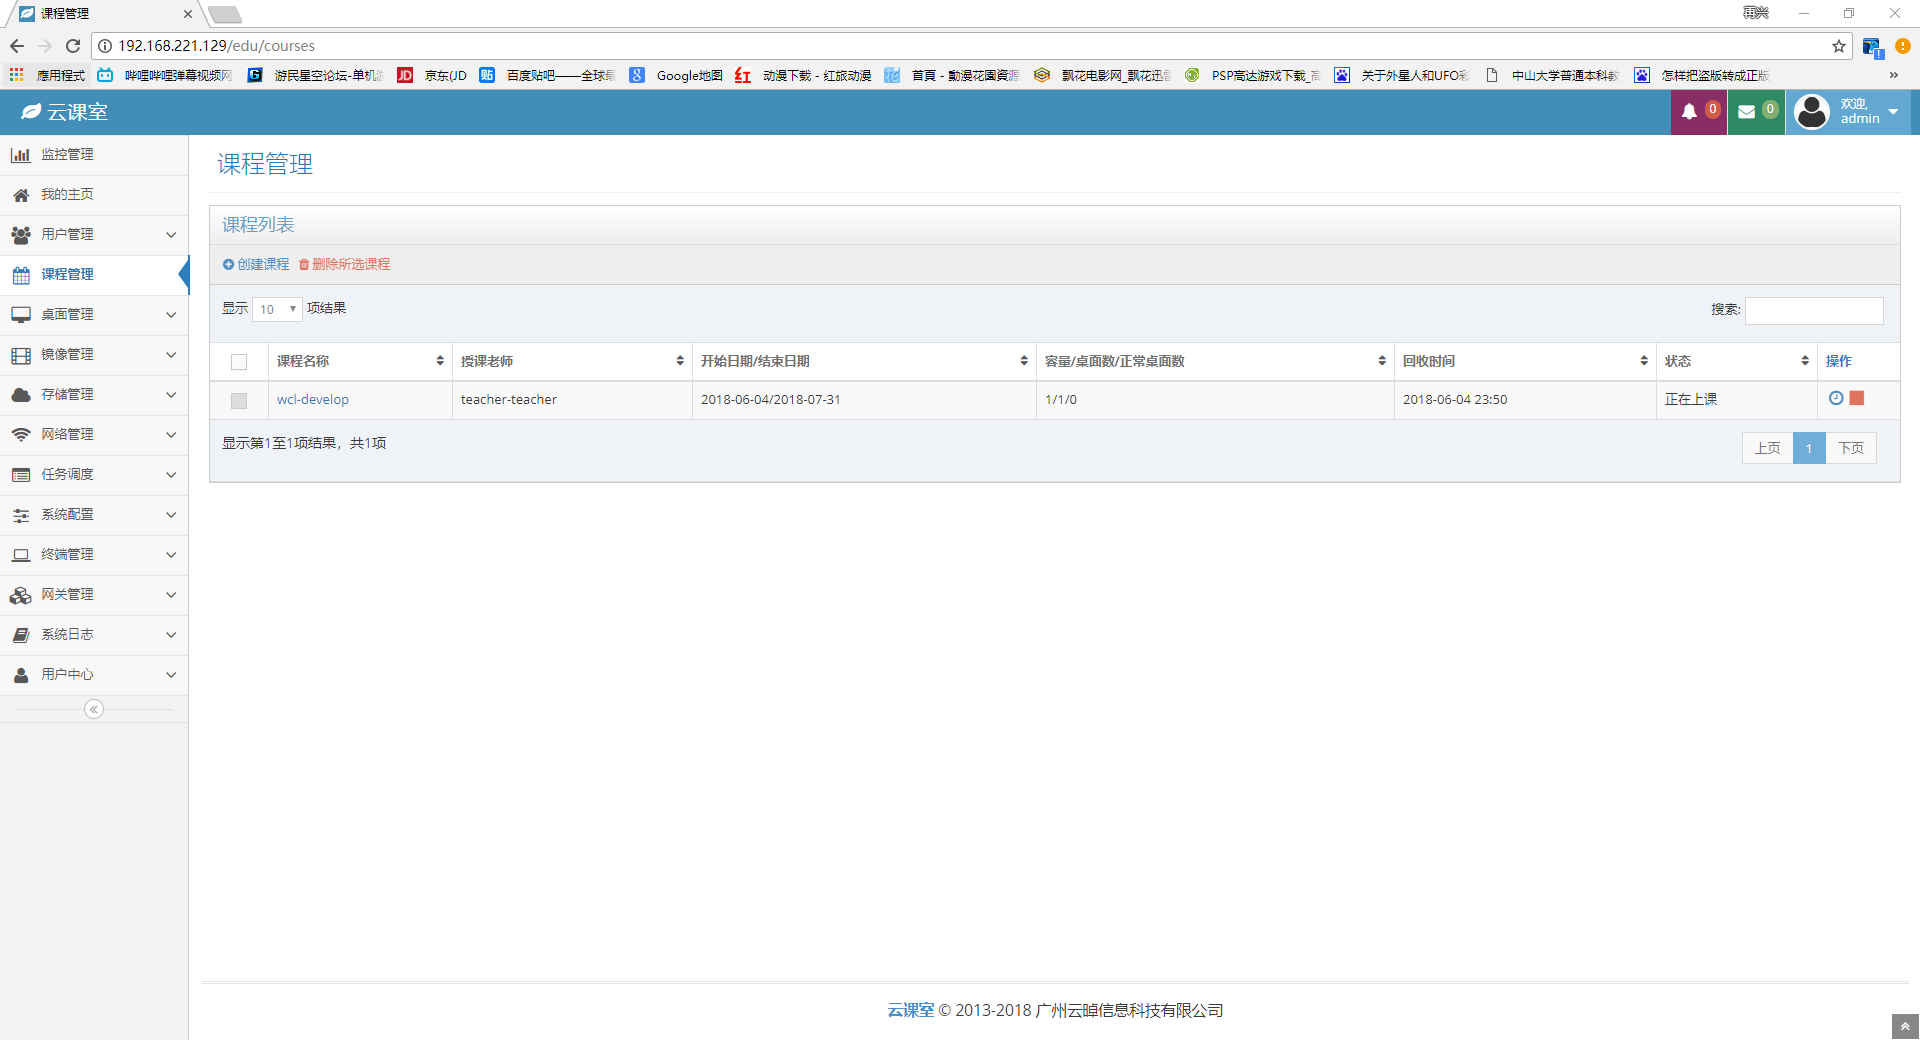 课程管理
再兴
192.168.221.129/edu/courses
應用程式 哔哩哔哩弹幕视频网 游民星空论坛-单机游 京东(JD 百度贴吧——全球最 Google地图 动漫下载 - 红旅动漫 首頁 - 動漫花園資源 飘花电影网_飘花迅雷 PSP高达游戏下载_高 关于外星人和UFO彩 中山大学普通本科教 怎样把盗版转成正版 »
云课室
0
0
欢迎,
admin
监控管理
我的主页
用户管理
课程管理
桌面管理
镜像管理
存储管理
网络管理
任务调度
系统配置
终端管理
网关管理
系统日志
用户中心
课程管理
课程列表
创建课程 删除所选课程
显示 10 项结果 搜索:
课程名称 授课老师 开始日期/结束日期 容量/桌面数/正常桌面数 回收时间 状态 操作
wcl-develop teacher-teacher 2018-06-04/2018-07-31 1/1/0 2018-06-04 23:50 正在上课
显示第1至1项结果，共1项 上页 1 下页
云课室 © 2013-2018 广州云晫信息科技有限公司